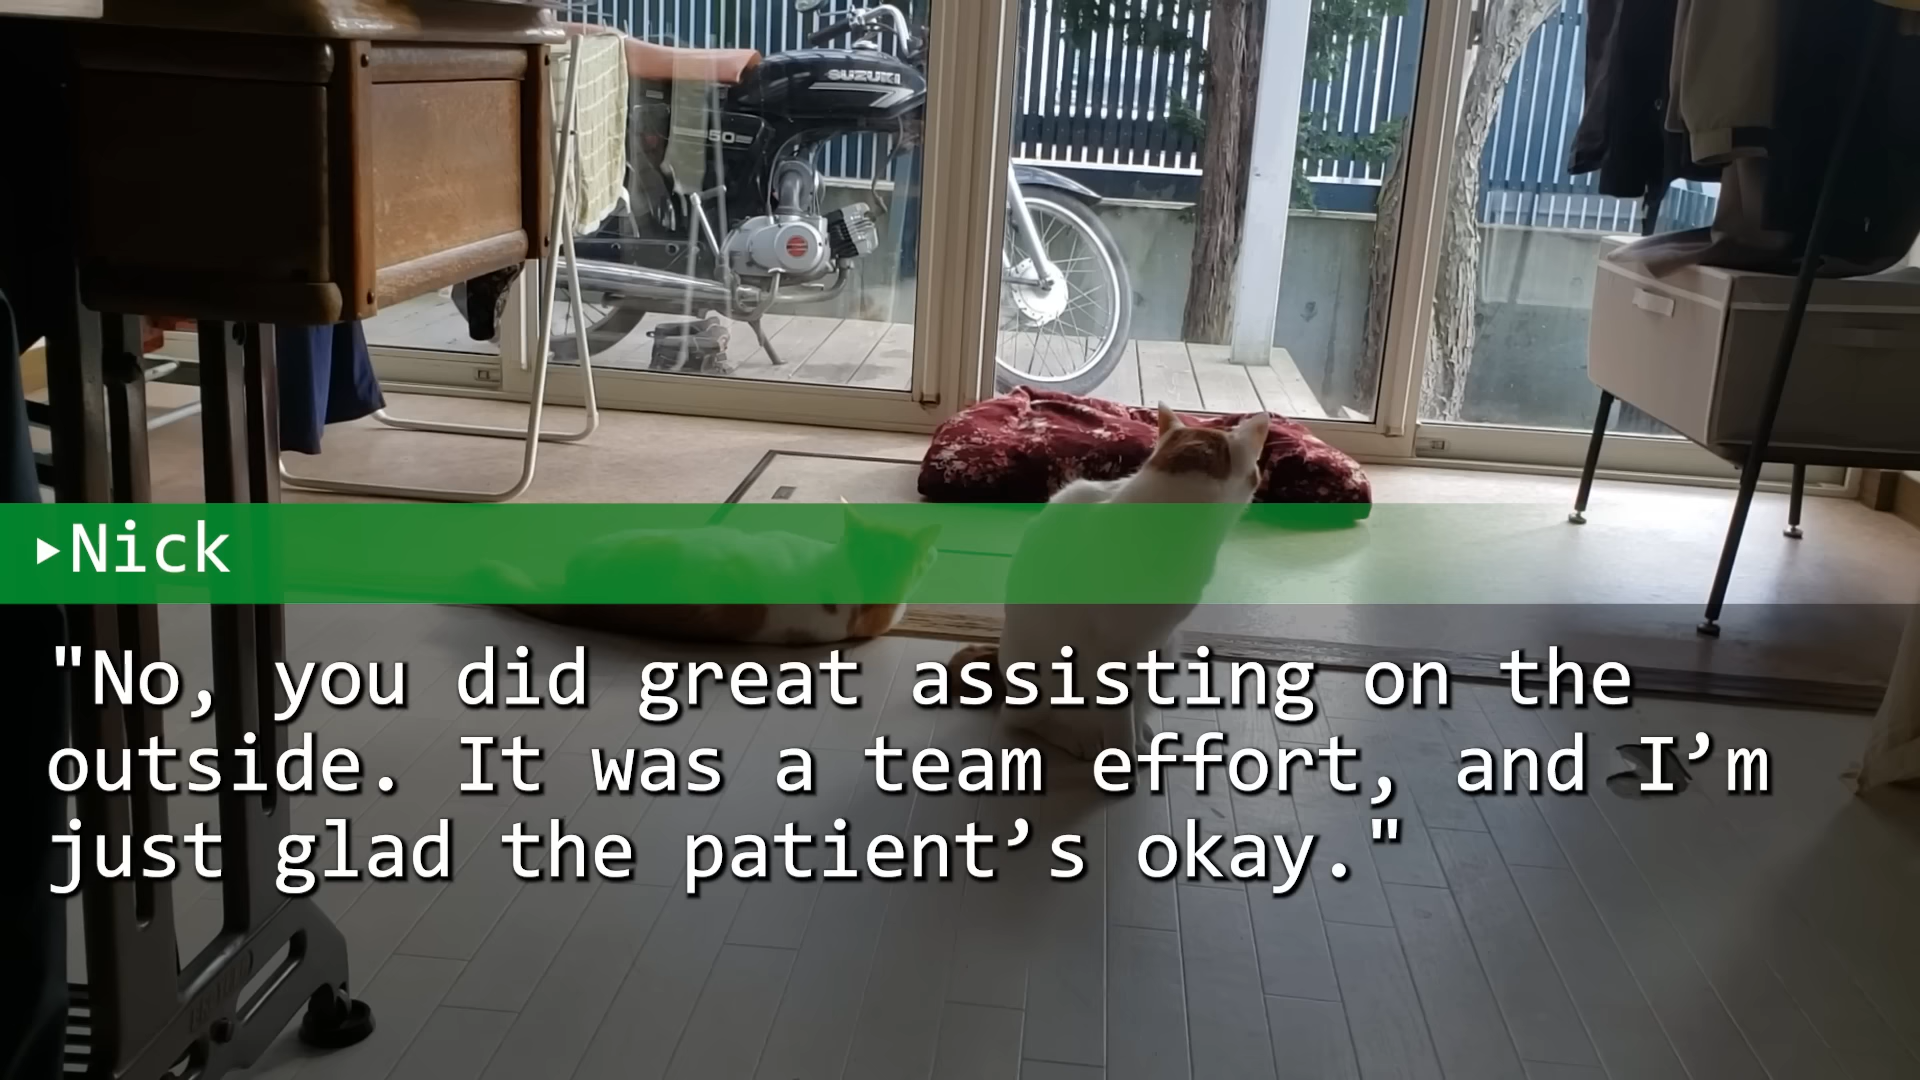 SUZUKI
50
▶Nick
"No, you did great assisting on the
outside. It was a team effort, and I’m
just glad the patient’s okay."